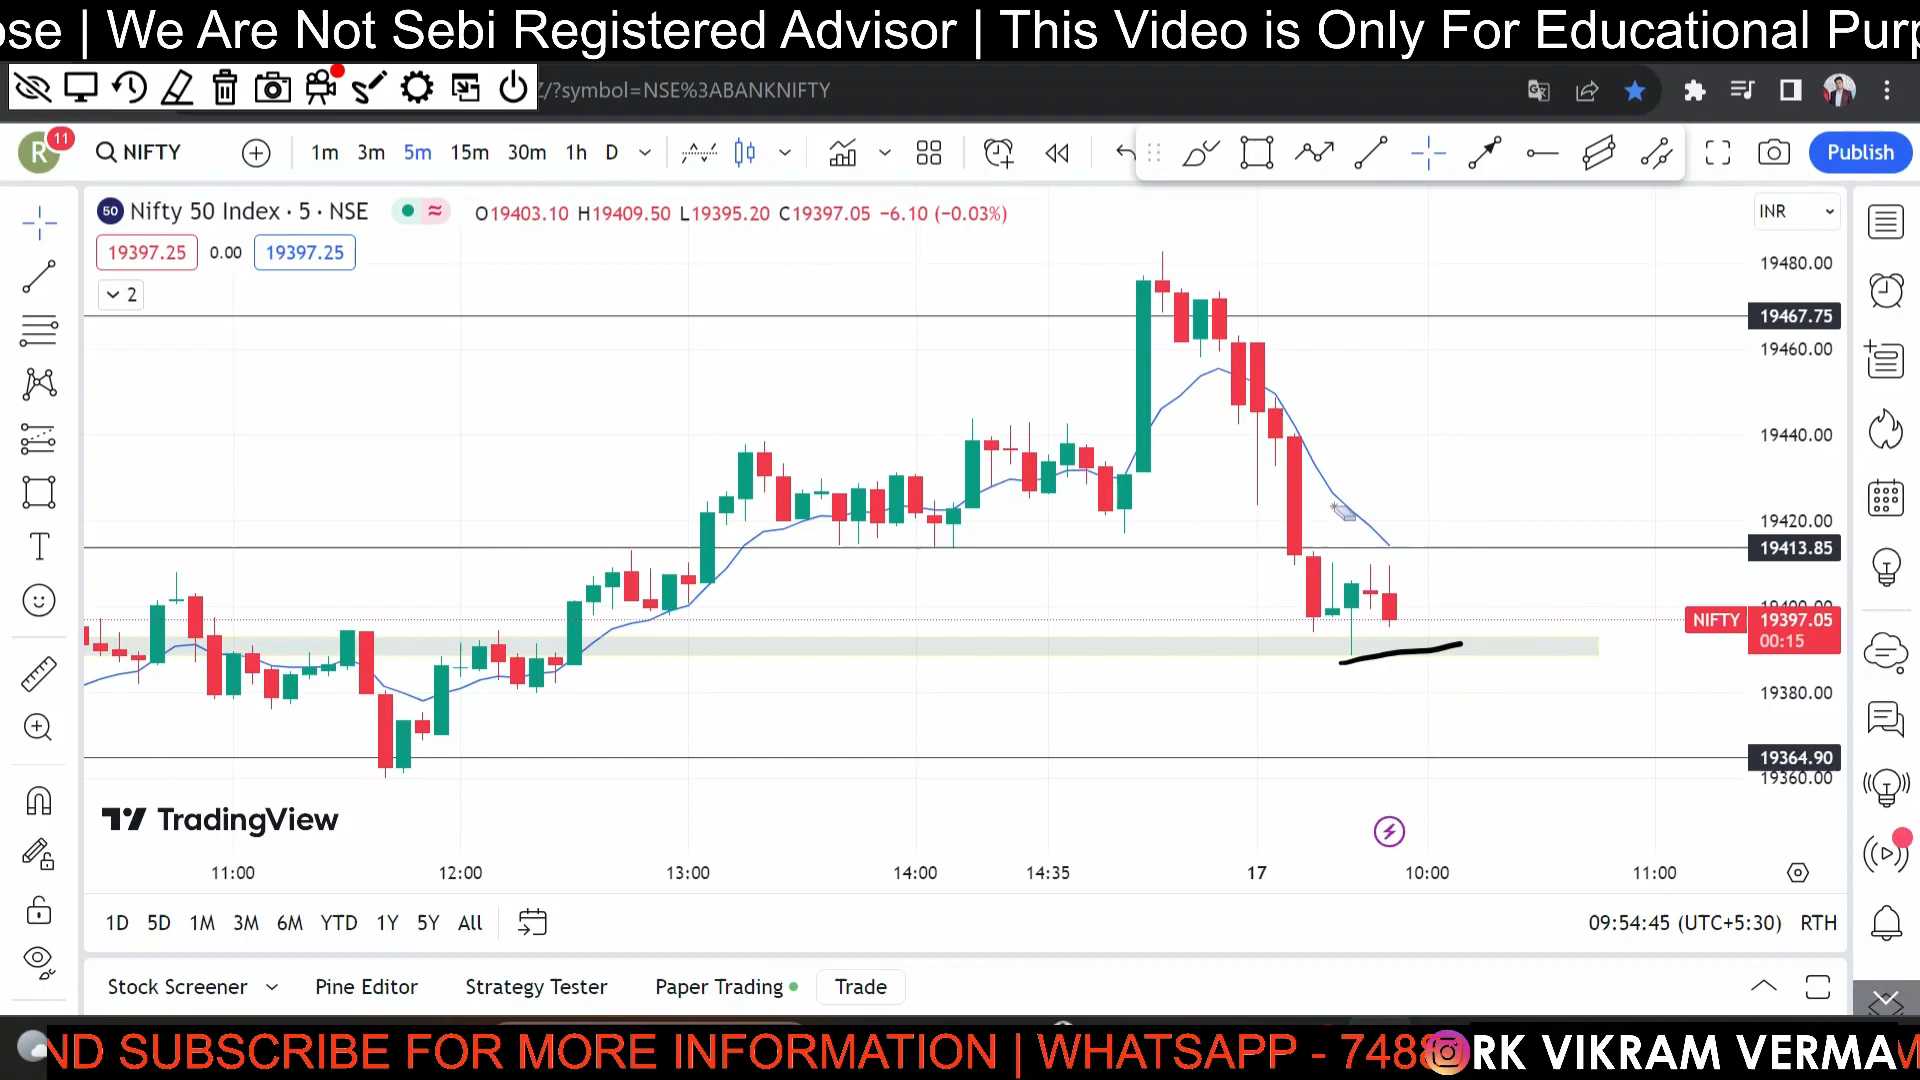 ose | We Are Not Sebi Registered Advisor | This Video is Only For Educational Purp
Z/?symbol=NSE%3ABANKNIFTY
R 11 NIFTY 1m 3m 5m 15m 30m 1h D Publish
50 Nifty 50 Index · 5 · NSE O19403.10 H19409.50 L19395.20 C19397.05 −6.10 (−0.03%) INR
19397.25 0.00 19397.25
2
19480.00
19467.75
19460.00
19440.00
19420.00
19413.85
19400.00
NIFTY 19397.05
00:15
19380.00
19364.90
19360.00
TradingView
11:00 12:00 13:00 14:00 14:35 17 10:00 11:00
1D 5D 1M 3M 6M YTD 1Y 5Y All 09:54:45 (UTC+5:30) RTH
Stock Screener Pine Editor Strategy Tester Paper Trading Trade
ND SUBSCRIBE FOR MORE INFORMATION | WHATSAPP - 748 RK VIKRAM VERMA